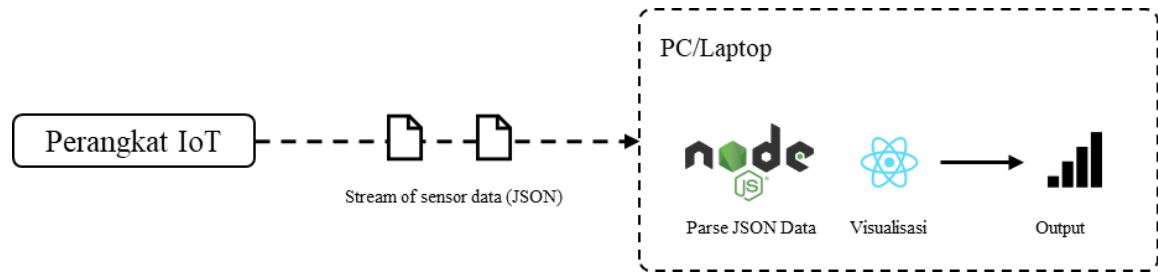 PC/Laptop
Perangkat IoT
Stream of sensor data (JSON)
node
JS
Parse JSON Data
Visualisasi
Output